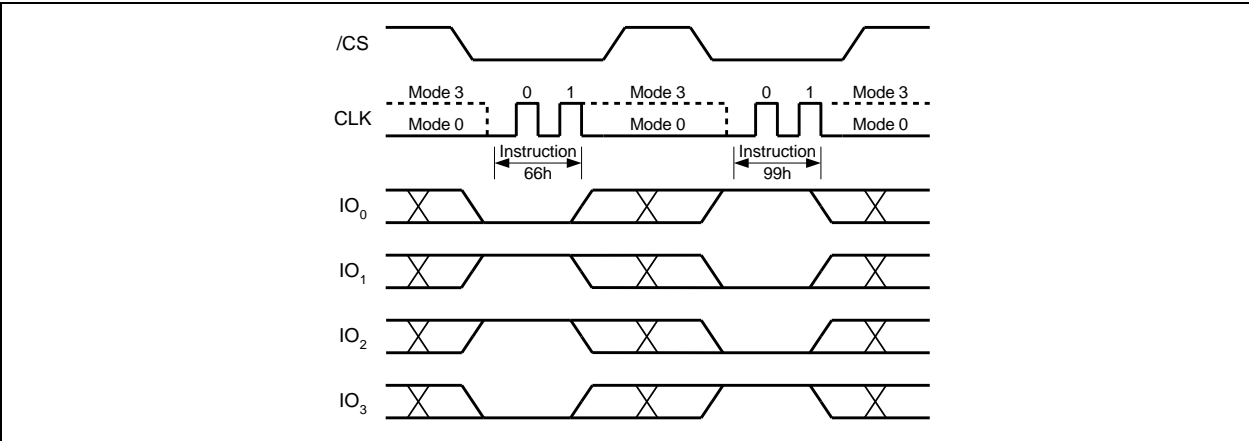 /CS
Mode 3 0 1 Mode 3 0 1 Mode 3
CLK
Mode 0 Mode 0 Mode 0
Instruction Instruction
66h 99h
IO0
IO1
IO2
IO3